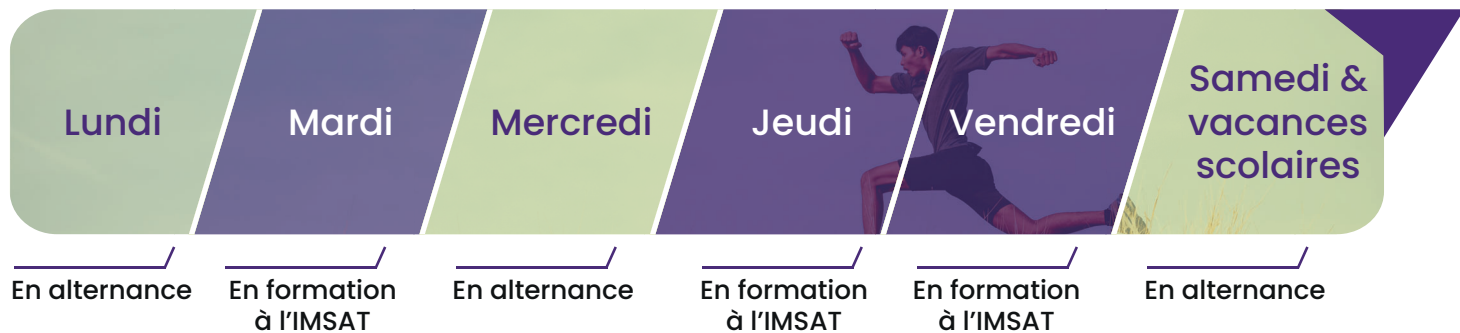 Lundi
Mardi
Mercredi
Jeudi
Vendredi
Samedi &
vacances
scolaires
En alternance
En formation
à l’IMSAT
En alternance
En formation
à l’IMSAT
En formation
à l’IMSAT
En alternance